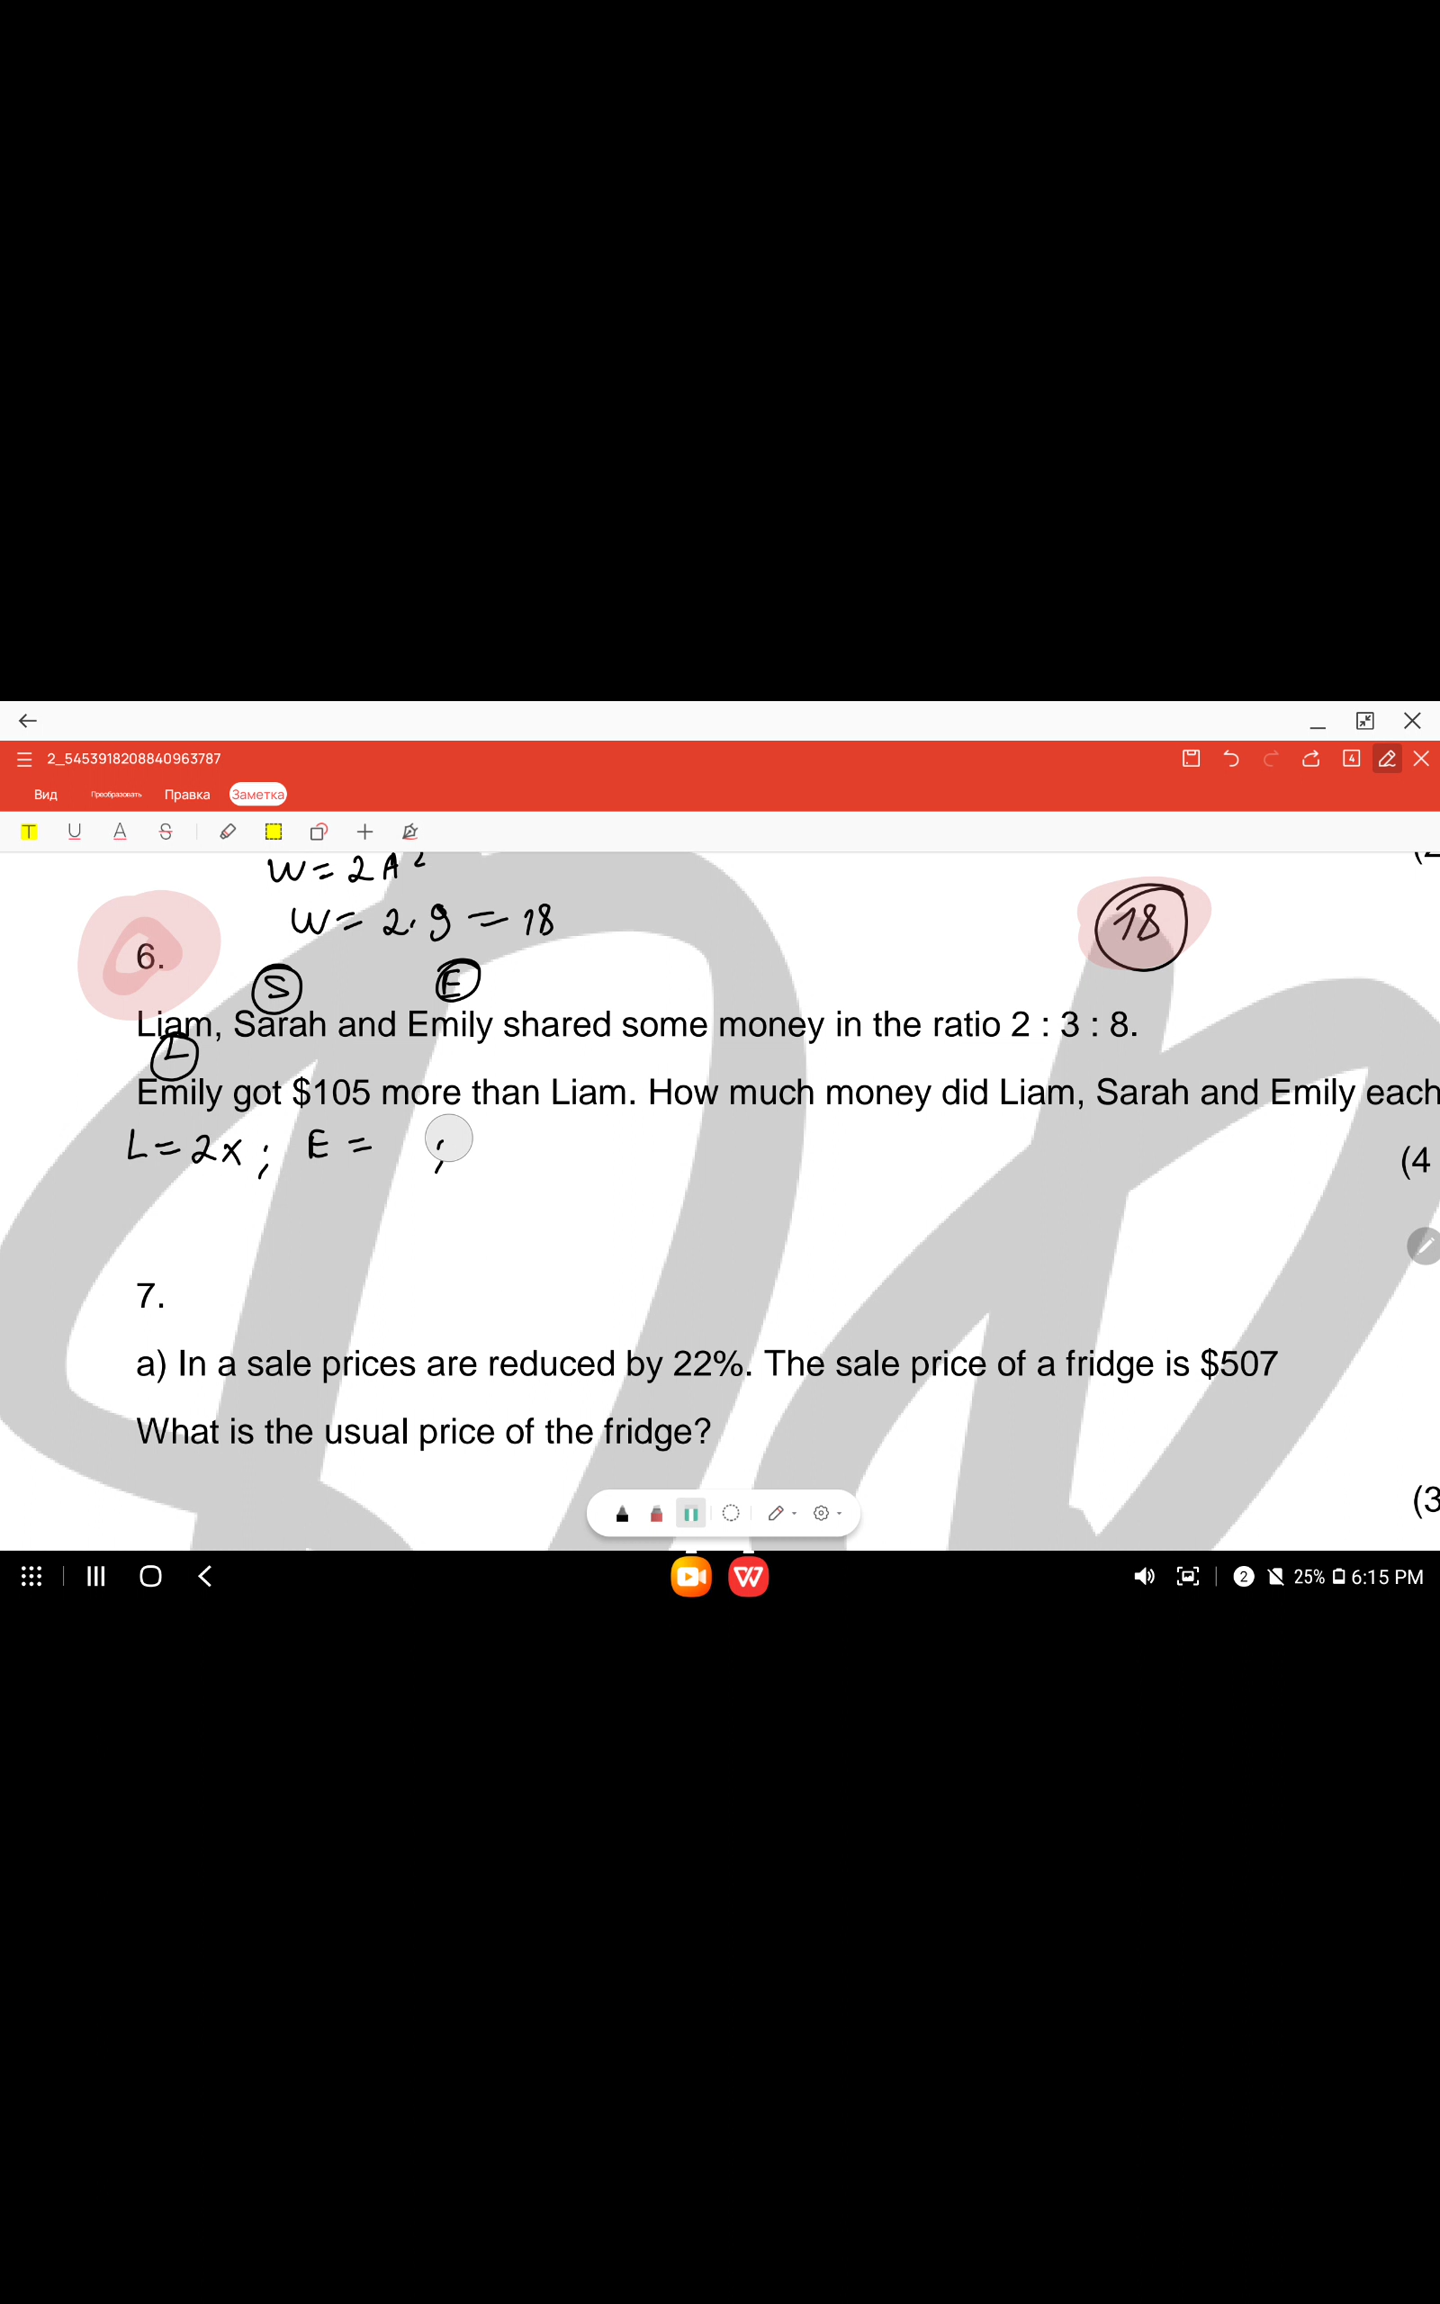 2_5453918208840963787
4
Вид Преобразовать Правка Заметка
T U A S
W = 2A²
W = 2 · 9 = 18
18
6.
S E
Liam, Sarah and Emily shared some money in the ratio 2 : 3 : 8.
L
Emily got $105 more than Liam. How much money did Liam, Sarah and Emily each
L = 2x ; E = ;
(4
7.
a) In a sale prices are reduced by 22%. The sale price of a fridge is $507
What is the usual price of the fridge?
(3
2 25% 6:15 PM